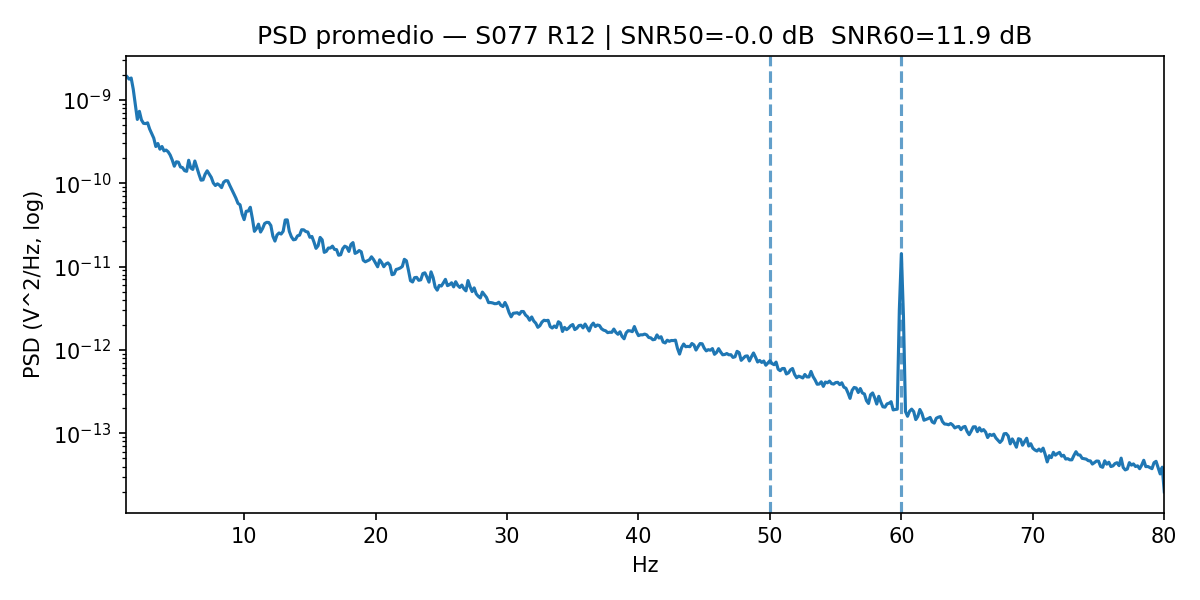 PSD promedio — S077 R12 | SNR50=-0.0 dB  SNR60=11.9 dB
PSD (V^2/Hz, log)
10⁻⁹
10⁻¹⁰
10⁻¹¹
10⁻¹²
10⁻¹³
10 20 30 40 50 60 70 80
Hz